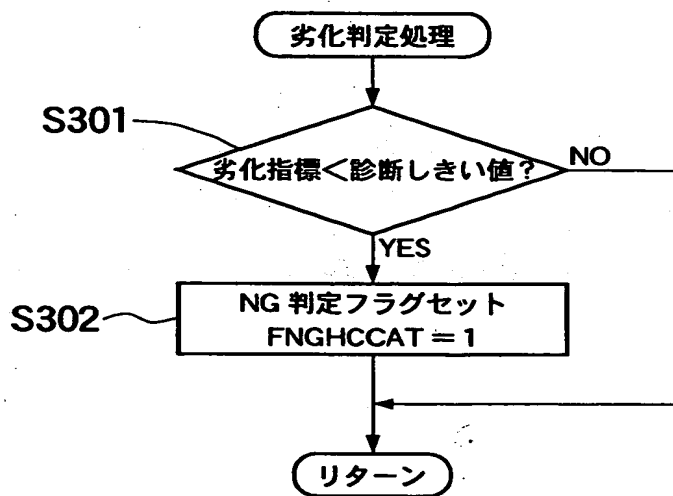 劣化判定処理
S301
劣化指標<診断しきい値?
NO
YES
S302
NG 判定フラグセット
FNGHCCAT=1
リターン